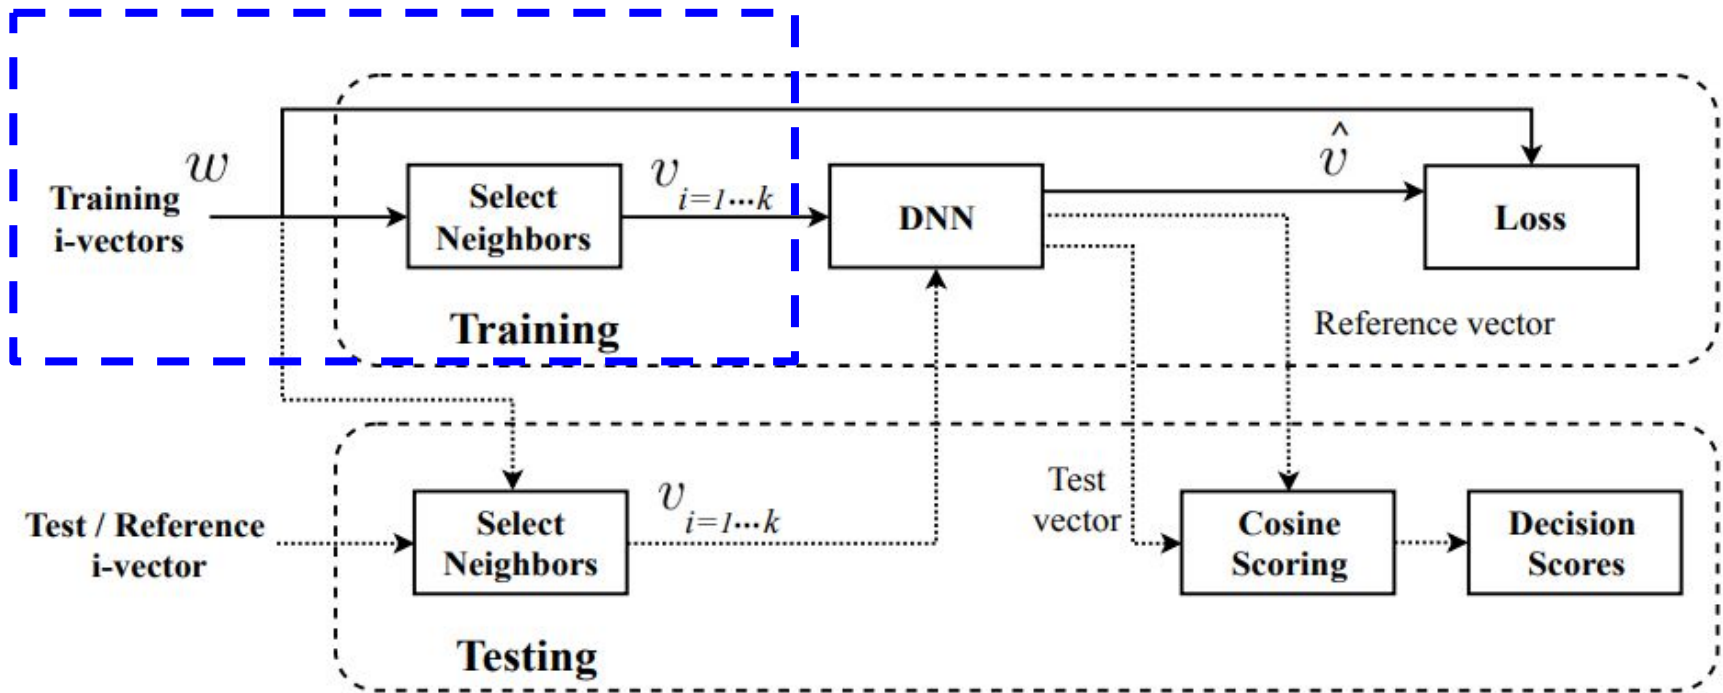 w
Training
i-vectors
Select
Neighbors
v i=1...k
DNN
v̂
Loss
Training
Reference vector
Test / Reference
i-vector
Select
Neighbors
v i=1...k
Test
vector
Cosine
Scoring
Decision
Scores
Testing